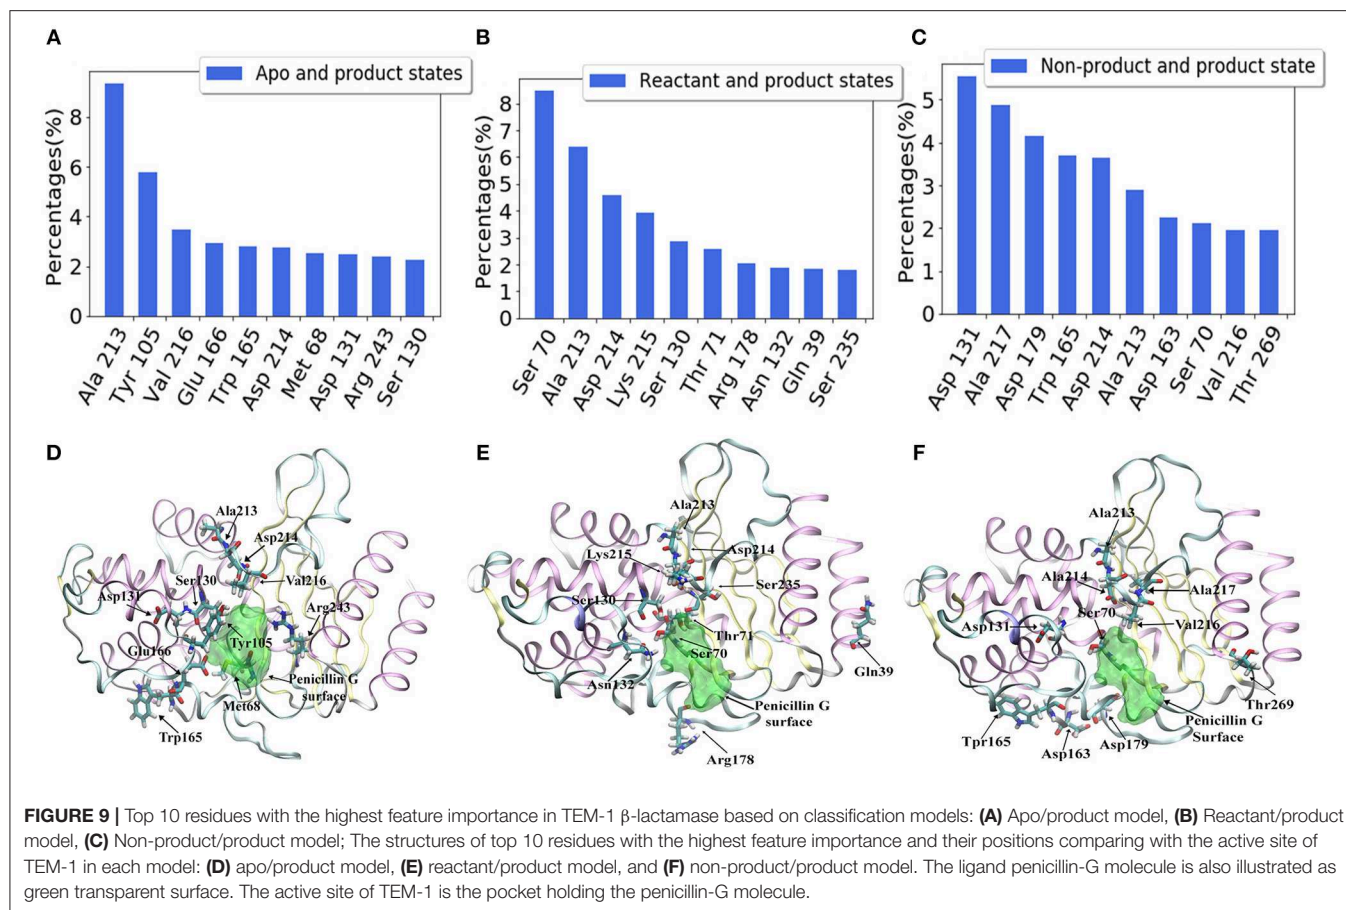 A
Apo and product states
Percentages(%)
8
6
4
2
0
Ala 213
Tyr 105
Val 216
Glu 166
Trp 165
Asp 214
Met 68
Asp 131
Arg 243
Ser 130
B
Reactant and product states
Percentages(%)
8
7
6
5
4
3
2
1
0
Ser 70
Ala 213
Asp 214
Lys 215
Ser 130
Thr 71
Arg 178
Asn 132
Gln 39
Ser 235
C
Non-product and product state
Percentages(%)
5
4
3
2
1
0
Asp 131
Ala 217
Asp 179
Trp 165
Asp 214
Ala 213
Asp 163
Ser 70
Val 216
Thr 269
D
Ala213
Asp214
Ser130
Val216
Asp131
Arg243
Tyr105
Glu166
Penicillin G
surface
Met68
Trp165
E
Ala213
Lys215
Asp214
Ser235
Ser130
Thr71
Ser70
Gln39
Asn132
Penicillin G
surface
Arg178
F
Ala213
Ala214
Ala217
Ser70
Val216
Asp131
Thr269
Penicillin G
Surface
Tpr165
Asp163
Asp179
FIGURE 9 | Top 10 residues with the highest feature importance in TEM-1 β-lactamase based on classification models: (A) Apo/product model, (B) Reactant/product
model, (C) Non-product/product model; The structures of top 10 residues with the highest feature importance and their positions comparing with the active site of
TEM-1 in each model: (D) apo/product model, (E) reactant/product model, and (F) non-product/product model. The ligand penicillin-G molecule is also illustrated as
green transparent surface. The active site of TEM-1 is the pocket holding the penicillin-G molecule.